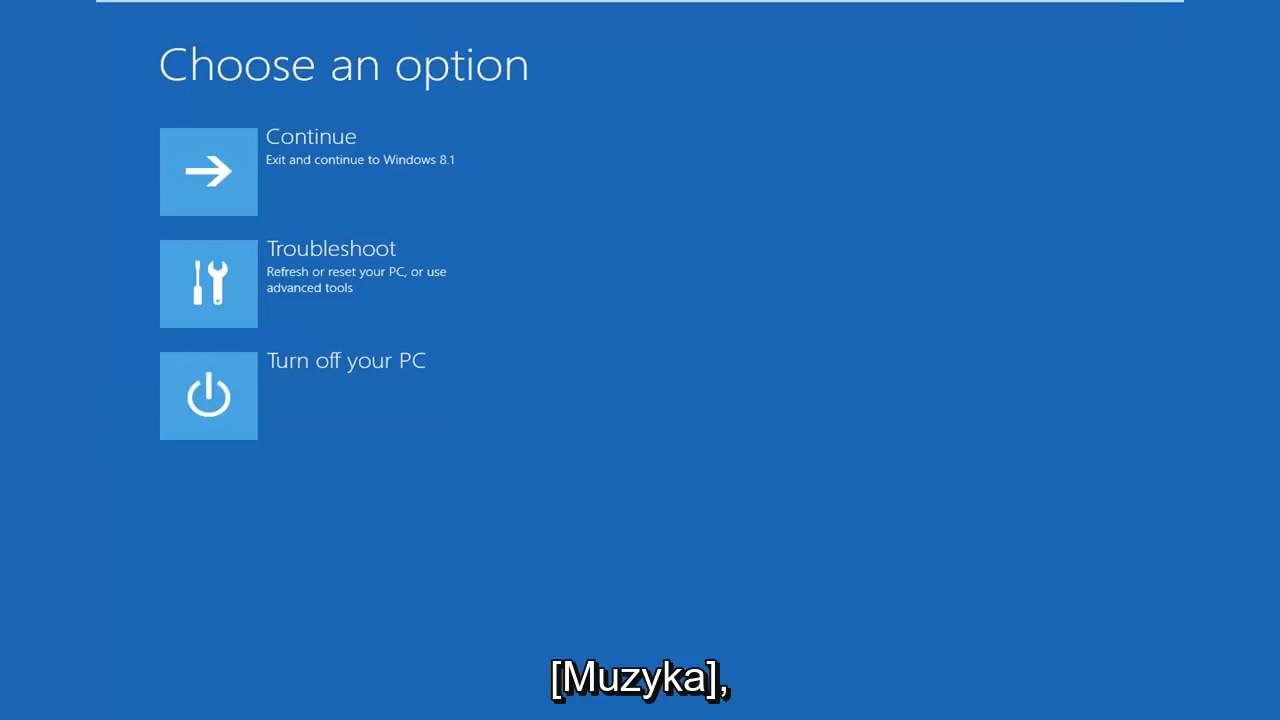 Choose an option
Continue
Exit and continue to Windows 8.1
Troubleshoot
Refresh or reset your PC, or use
advanced tools
Turn off your PC
[Muzyka],